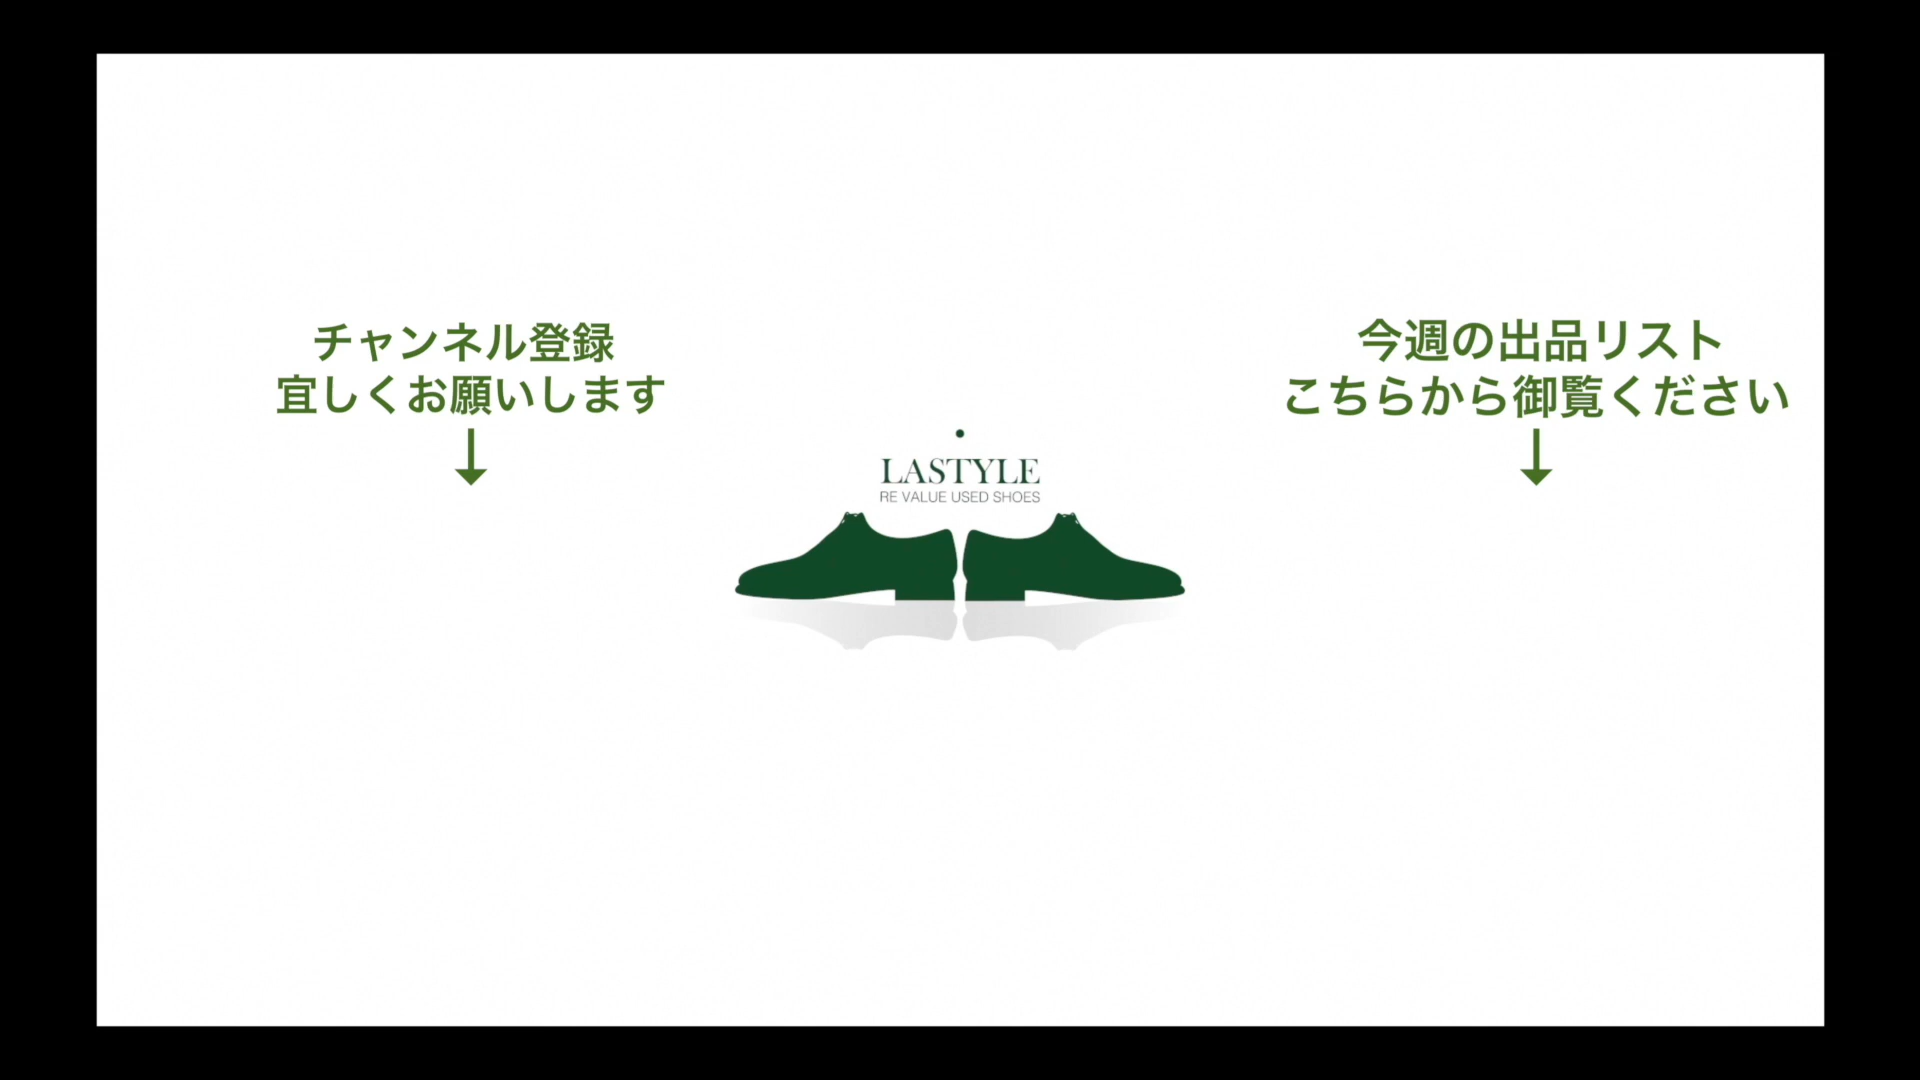 チャンネル登録
宜しくお願いします
↓
今週の出品リスト
こちらから御覧ください
↓
LASTYLE
RE VALUE USED SHOES